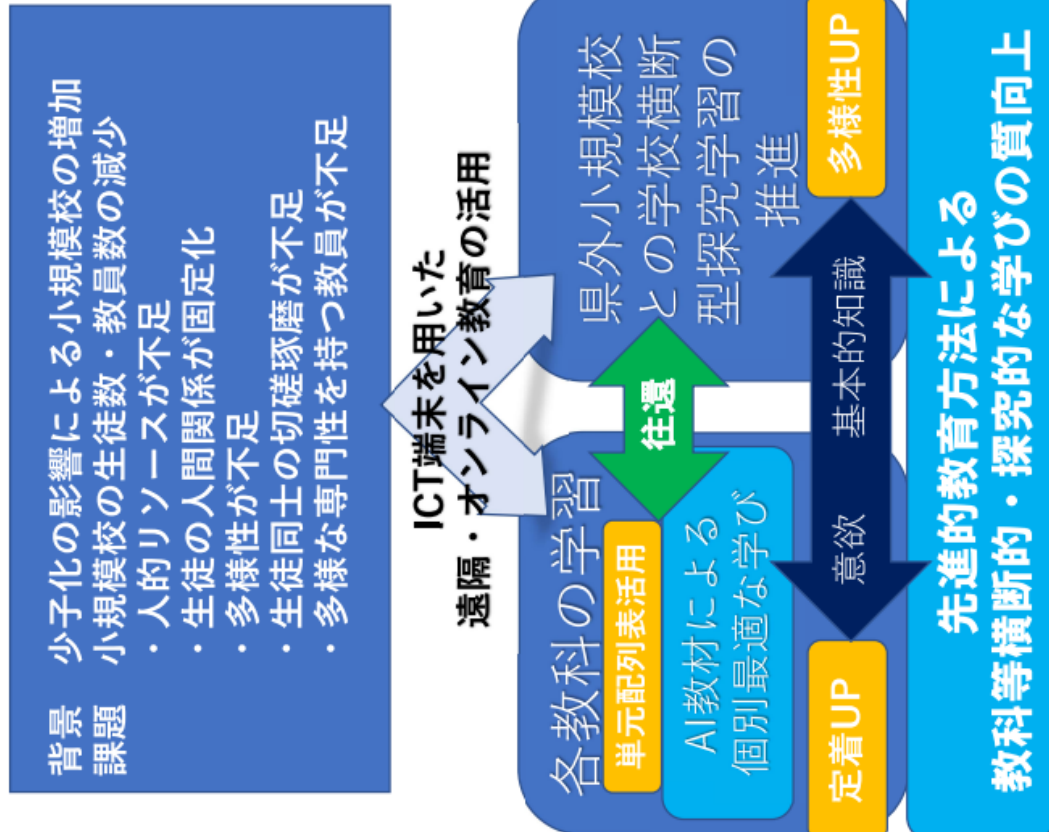 背景　少子化の影響による小規模校の増加
課題　小規模校の生徒数・教員数の減少
・人的リソースが不足
・生徒の人間関係が固定化
・多様性が不足
・生徒同士の切磋琢磨が不足
・多様な専門性を持つ教員が不足
ICT端末を用いた
遠隔・オンライン教育の活用
各教科の学習
単元配列表活用
AI教材による
個別最適な学び
往還
県外小規模校
との学校横断
型探究学習の
推進
定着UP
意欲　基本的知識
多様性UP
先進的教育方法による
教科等横断的・探究的な学びの質向上